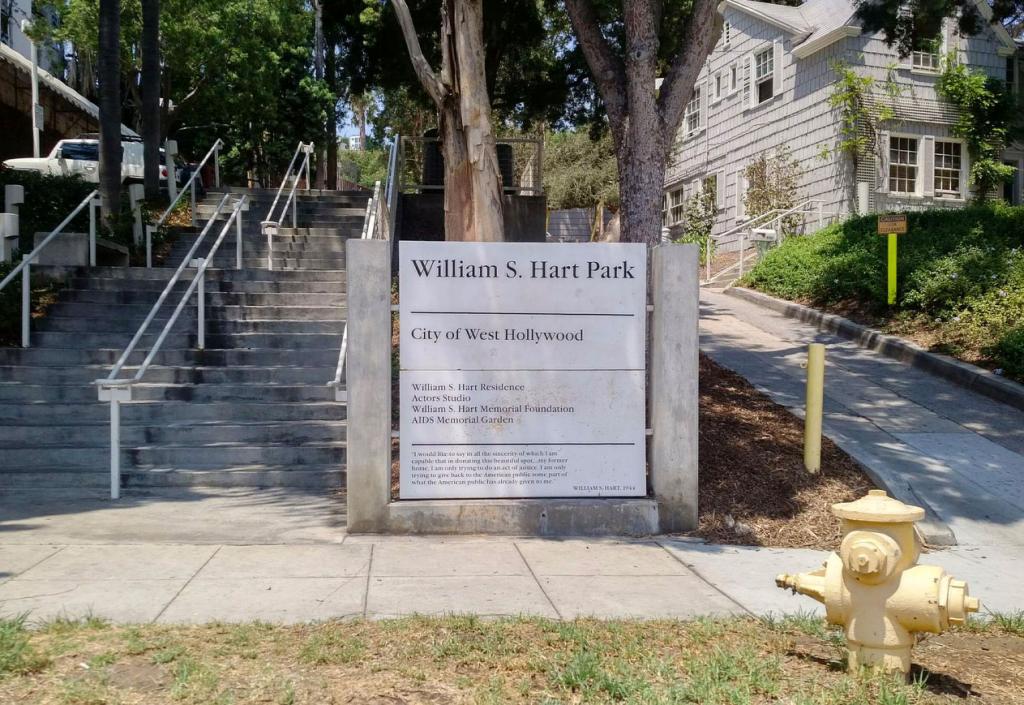 William S. Hart Park
City of West Hollywood
William S. Hart Residence
Actors Studio
William S. Hart Memorial Foundation
AIDS Memorial Garden
"I would like to say in all the sincerity of which I am
capable that in donating this beautiful spot,...my former
home, I am only trying to do an act of justice. I am only
trying to give back to the American public some part of
what the American public has already given to me."
WILLIAM S. HART, 1944